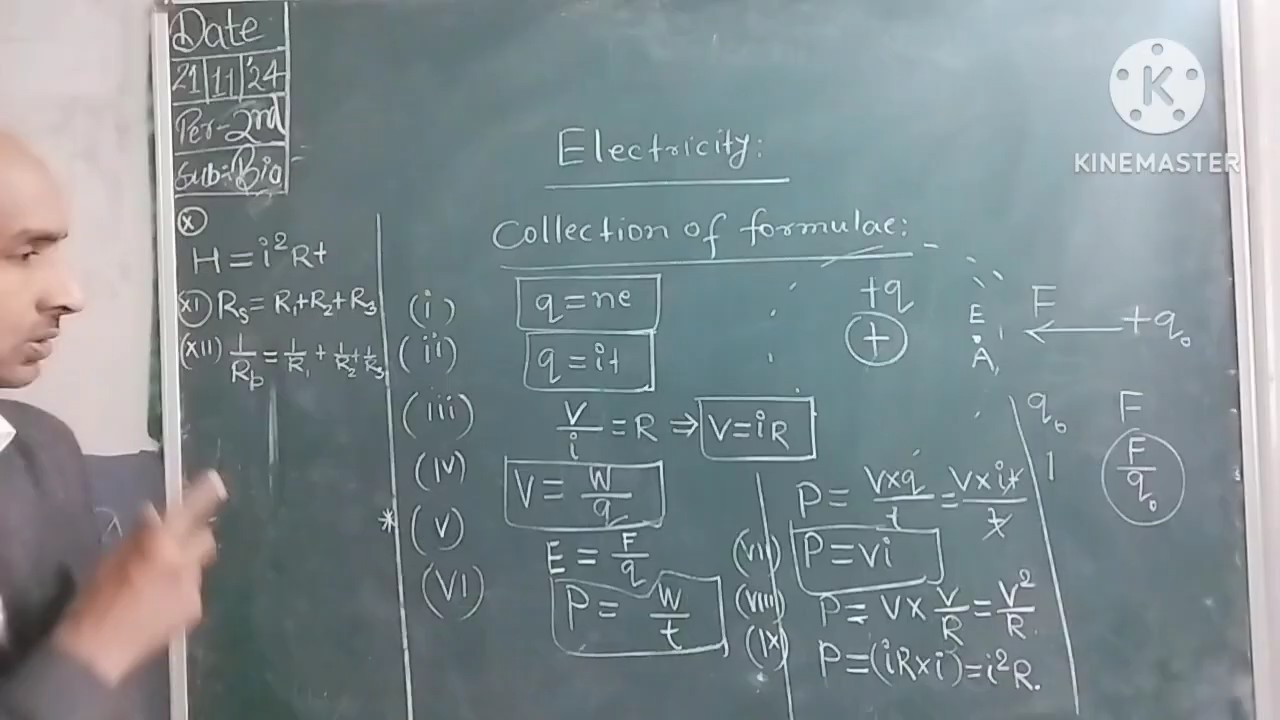 Date
21|11|'24
Per-2nd
Sub:-Bio
Electricity:
Collection of formulae:-
(x)
H = i²Rt
(xi) Rs = R₁+R₂+R₃
(xii) 1/Rp = 1/R₁ + 1/R₂ + 1/R₃
(i) q = ne
(ii) q = it
(iii) V/i = R ⇒ V = iR
(iv) V = W/q
* (v) E = F/q
(vi) P = W/t
P = V×q/t = V×it/t
(vii) P = vi
(viii) P = V× V/R = V²/R.
(ix) P = (iR×i) = i²R.
+q
+
E
A
F
+q₀
q₀ F
1 F/q₀
K
KINEMASTER